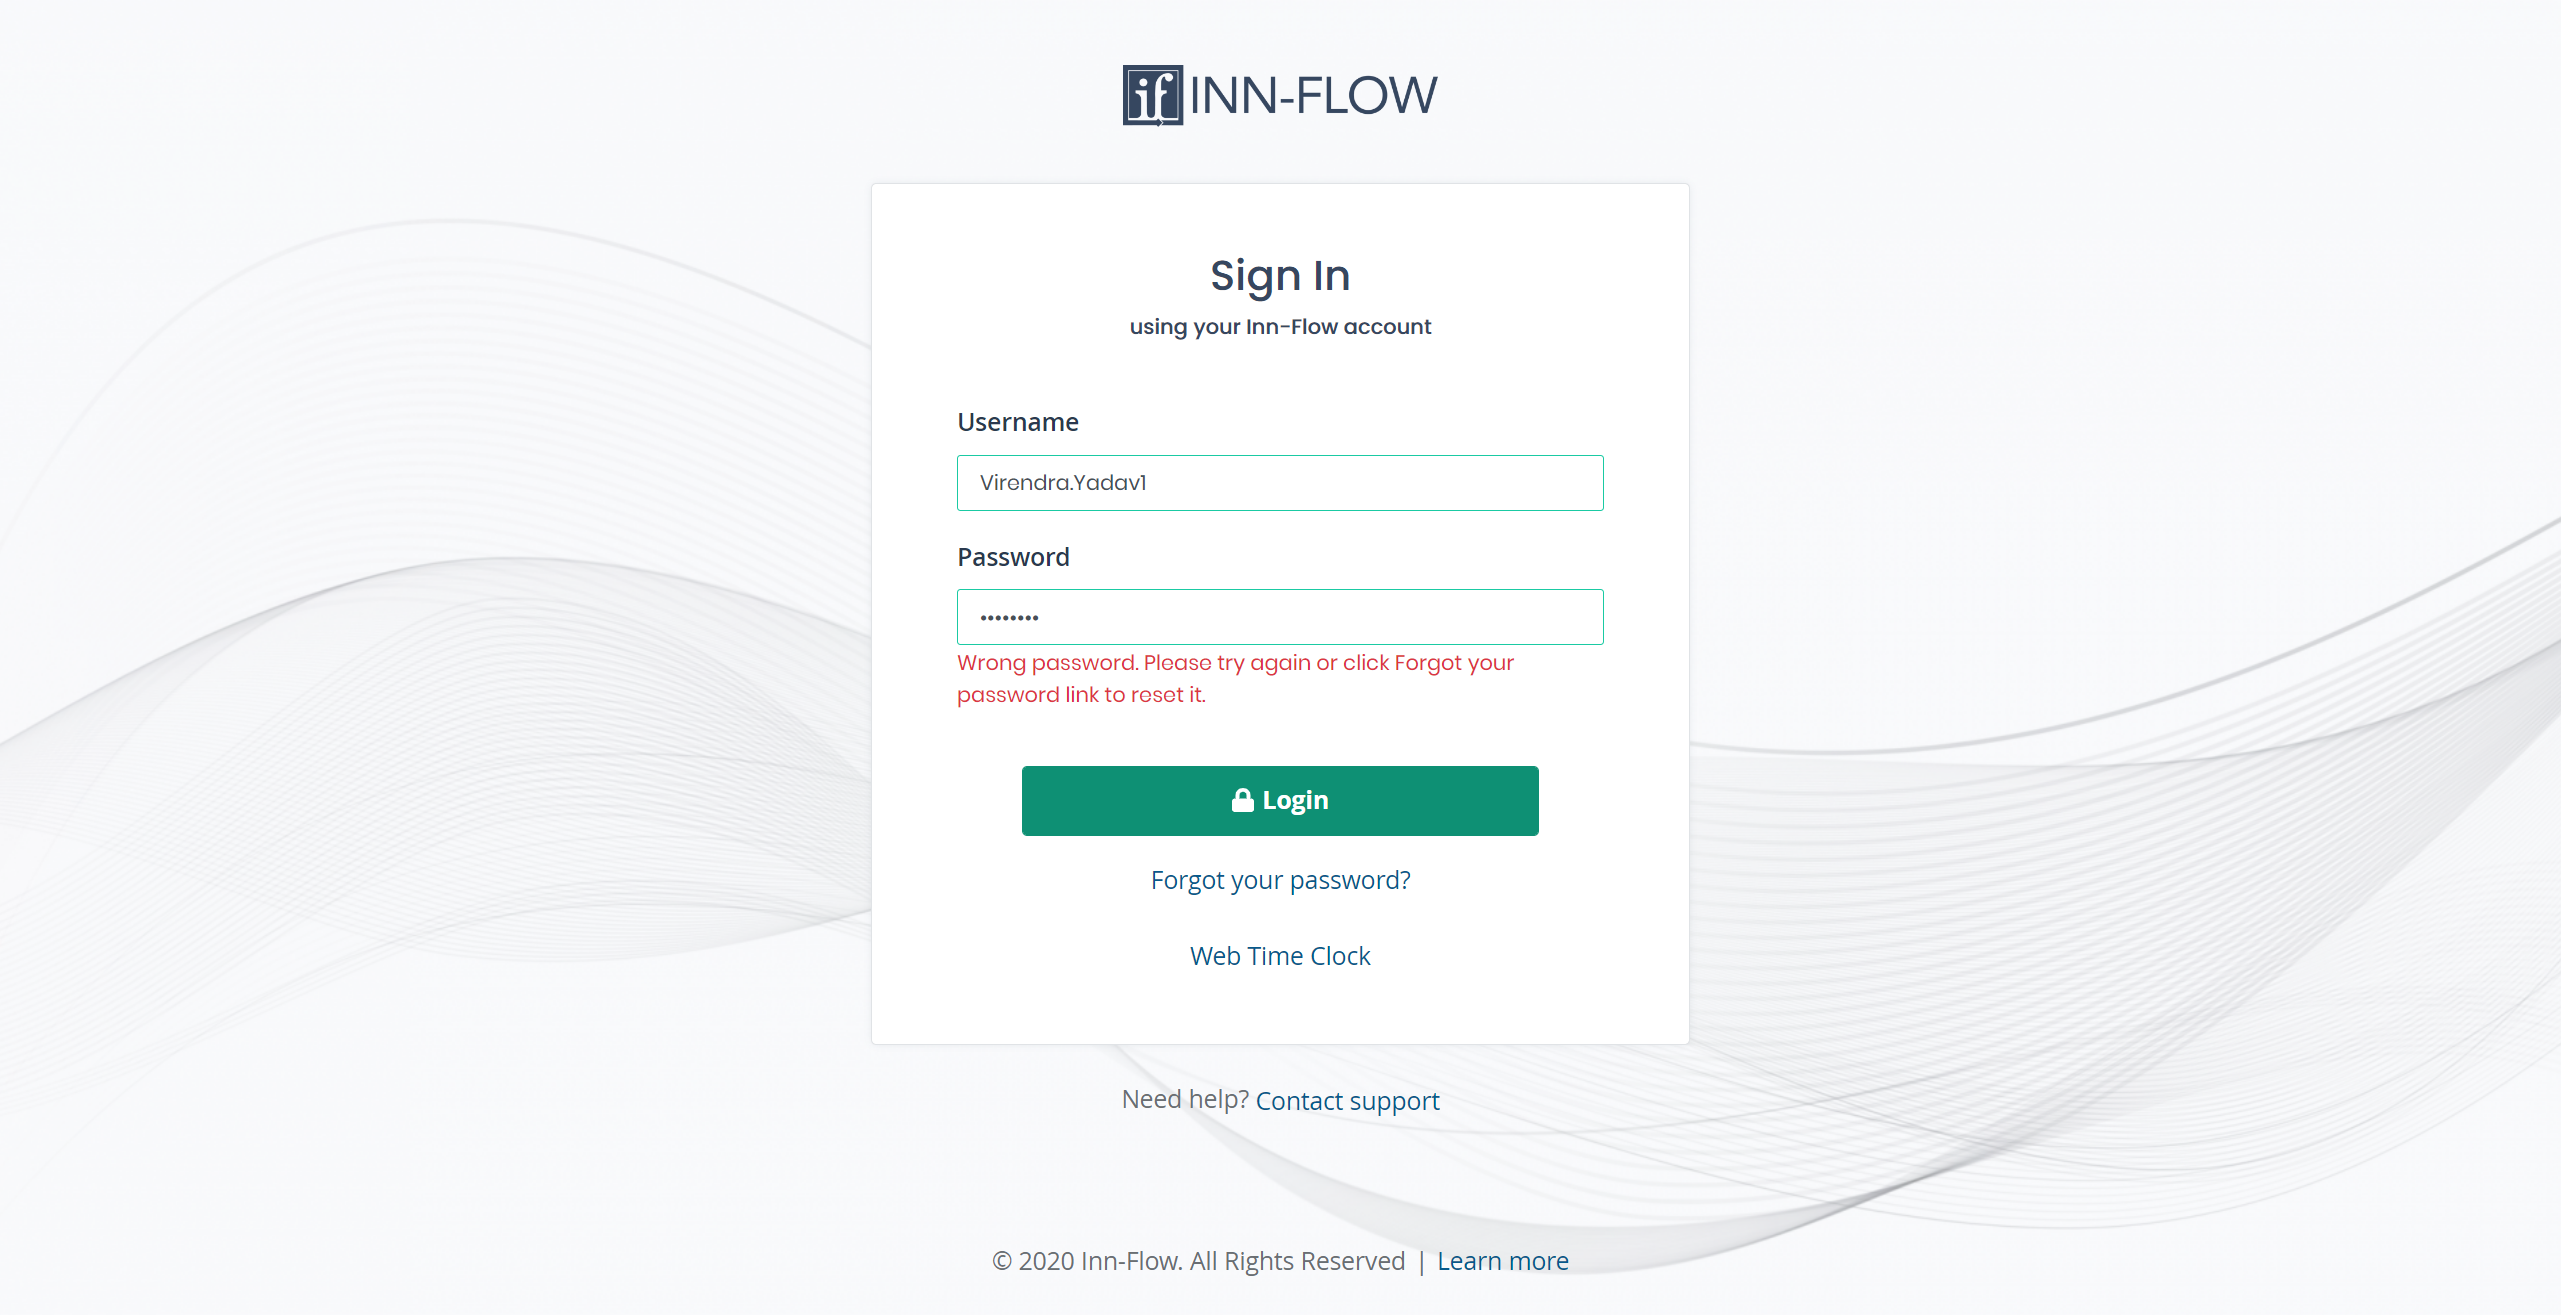 if INN-FLOW
Sign In
using your Inn-Flow account
Username
Virendra.Yadav1
Password
••••••••
Wrong password. Please try again or click Forgot your
password link to reset it.
Login
Forgot your password?
Web Time Clock
Need help? Contact support
© 2020 Inn-Flow. All Rights Reserved | Learn more